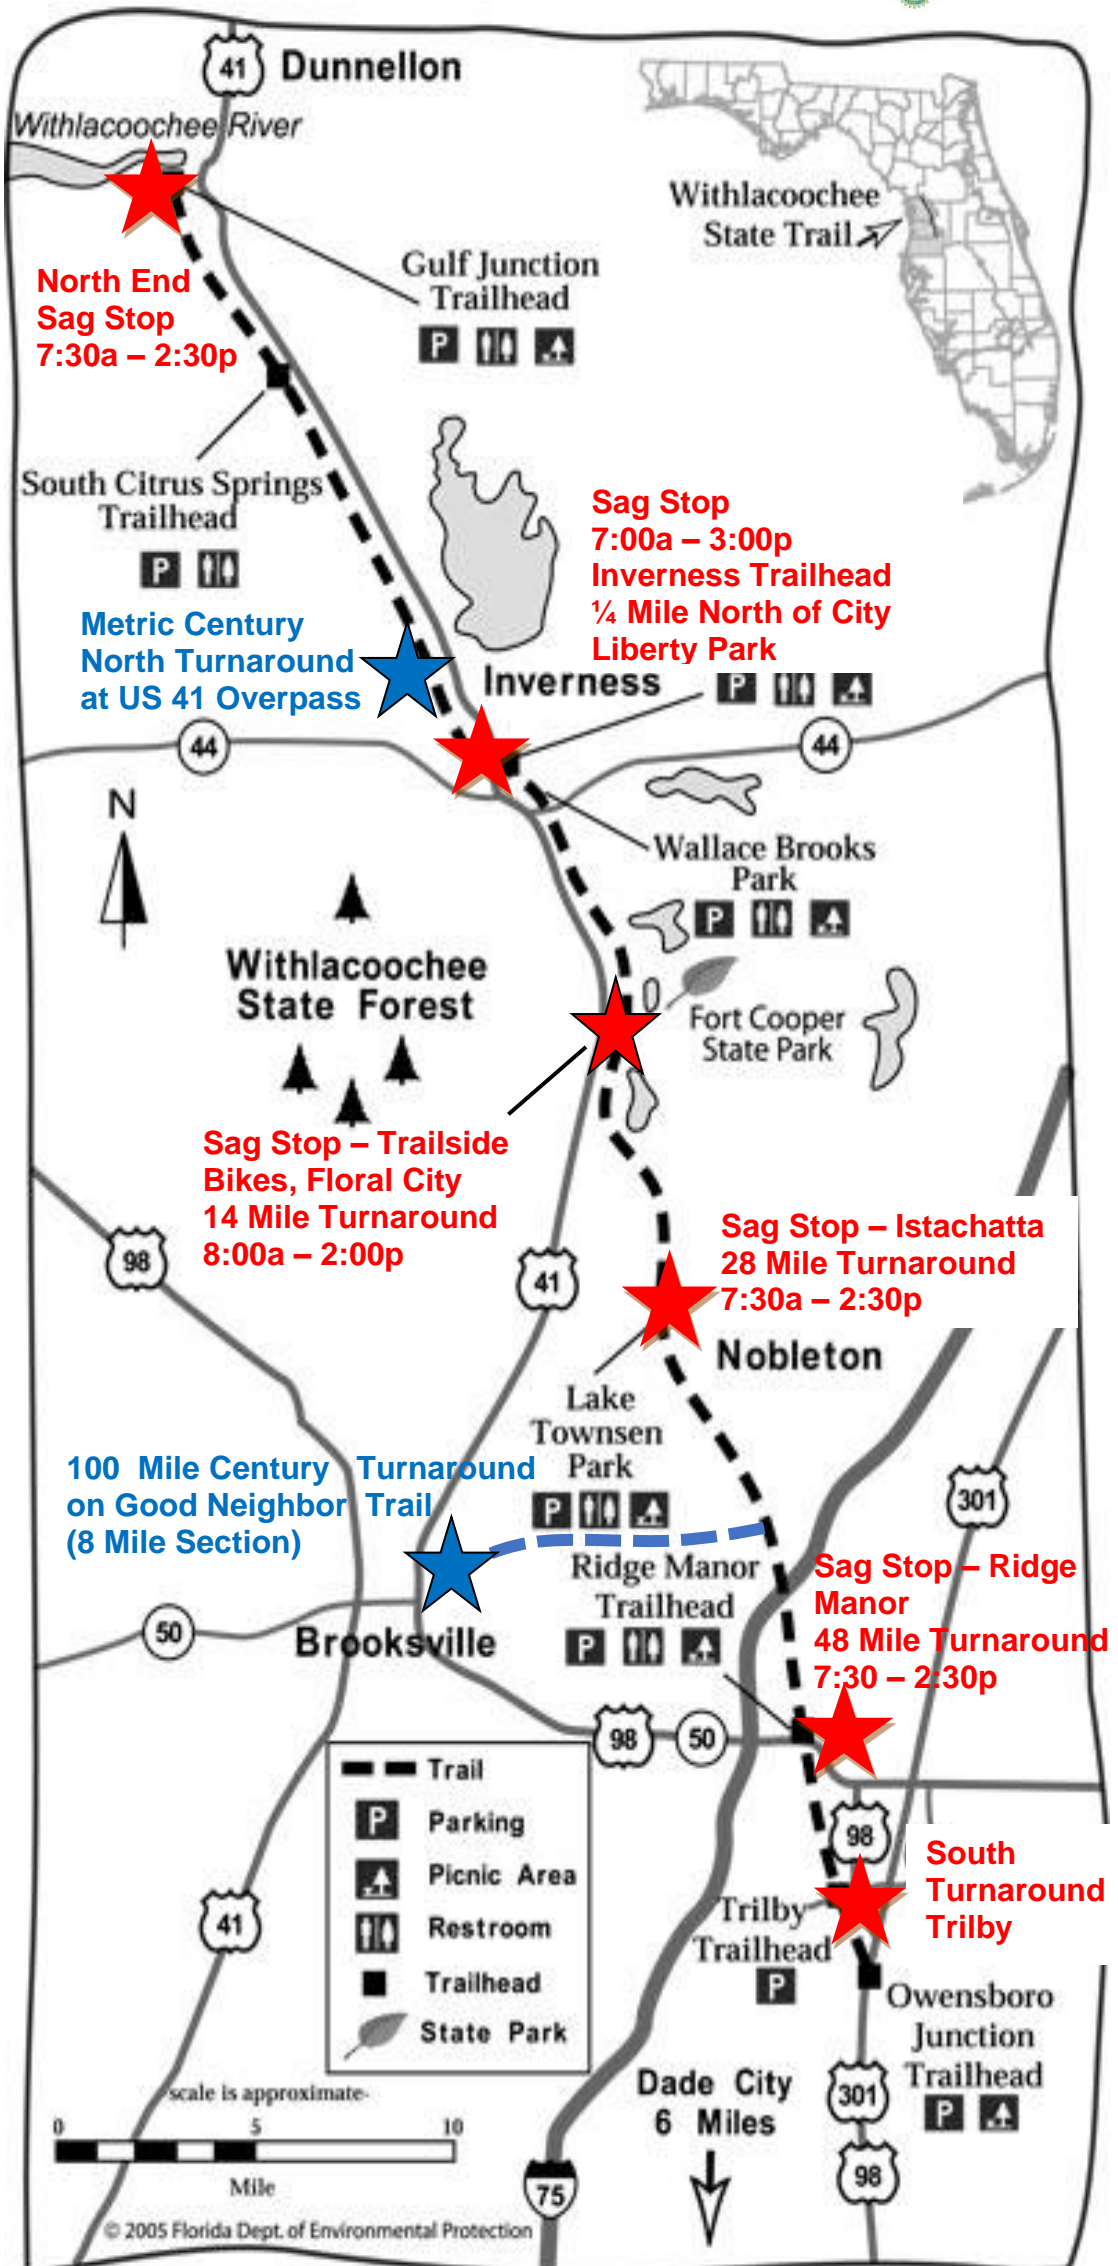 41
Dunnellon
Withlacoochee River
Withlacoochee
State Trail
Gulf Junction
Trailhead
P
North End
Sag Stop
7:30a – 2:30p
South Citrus Springs
Trailhead
P
Sag Stop
7:00a – 3:00p
Inverness Trailhead
¼ Mile North of City
Liberty Park
P
Metric Century
North Turnaround
at US 41 Overpass
Inverness
44
44
N
Wallace Brooks
Park
P
Withlacoochee
State Forest
Fort Cooper
State Park
Sag Stop – Trailside
Bikes, Floral City
14 Mile Turnaround
8:00a – 2:00p
98
41
Sag Stop – Istachatta
28 Mile Turnaround
7:30a – 2:30p
Nobleton
Lake
Townsen
Park
P
100 Mile Century Turnaround
on Good Neighbor Trail
(8 Mile Section)
301
Ridge Manor
Trailhead
P
Sag Stop – Ridge
Manor
48 Mile Turnaround
7:30 – 2:30p
50
Brooksville
98
50
Trail
P Parking
Picnic Area
Restroom
Trailhead
State Park
98
41
South
Turnaround
Trilby
Trilby
Trailhead
P
Owensboro
Junction
Trailhead
P
301
98
Dade City
6 Miles
scale is approximate-
0 5 10
Mile
75
© 2005 Florida Dept. of Environmental Protection